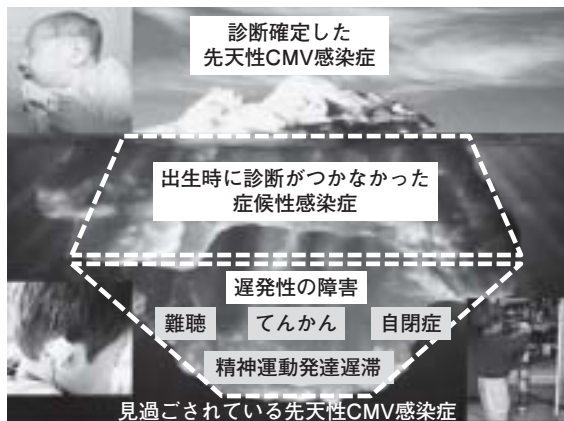 診断確定した
先天性CMV感染症
出生時に診断がつかなかった
症候性感染症
遅発性の障害
難聴 てんかん 自閉症
精神運動発達遅滞
見過ごされている先天性CMV感染症